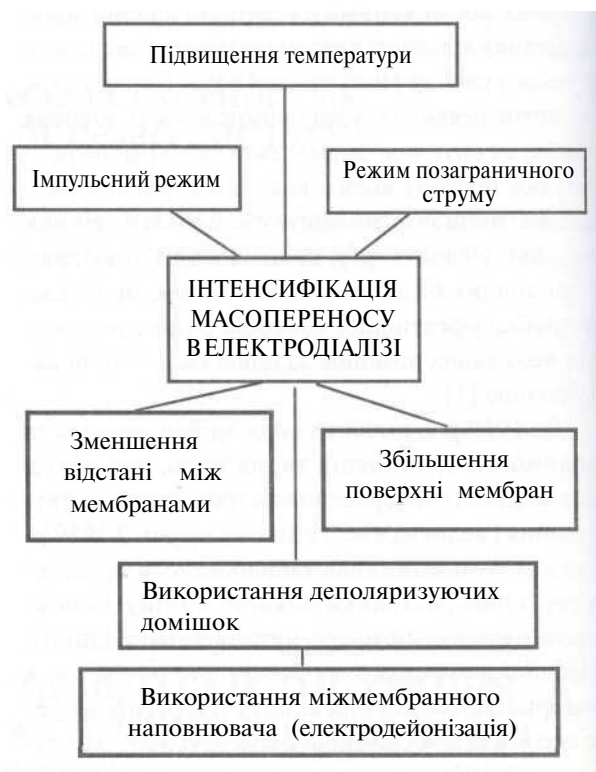 Підвищення температури
Імпульсний режим
Режим позаграничного
струму
ІНТЕНСИФІКАЦІЯ
МАСОПЕРЕНОСУ
В ЕЛЕКТРОДІАЛІЗІ
Зменшення
відстані між
мембранами
Збільшення
поверхні мембран
Використання деполяризуючих
домішок
Використання міжмембранного
наповнювача (електродейонізація)